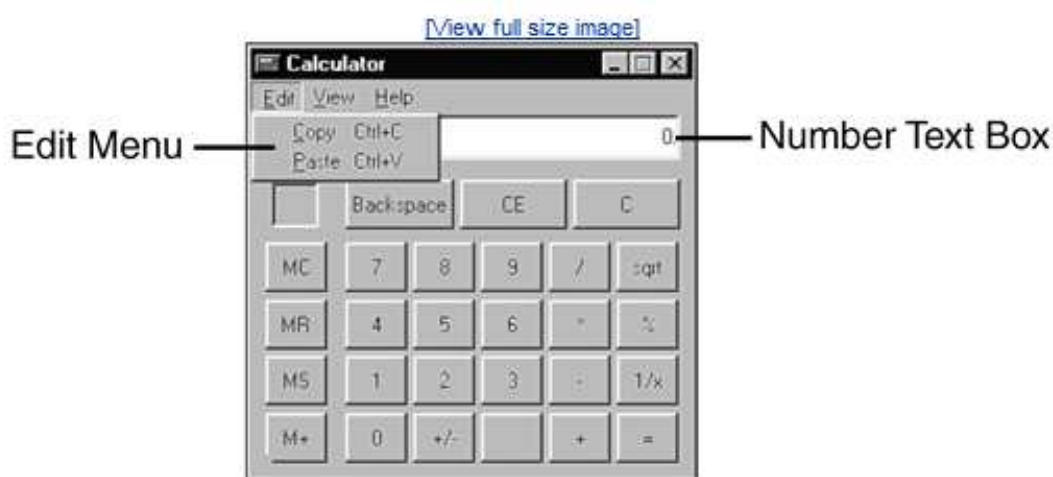 [View full size image]
Calculator
Edit View Help
Copy Ctrl+C
Paste Ctrl+V
Edit Menu
0.
Number Text Box
Backspace CE C
MC 7 8 9 / sqrt
MR 4 5 6 * %
MS 1 2 3 - 1/x
M+ 0 +/- + =